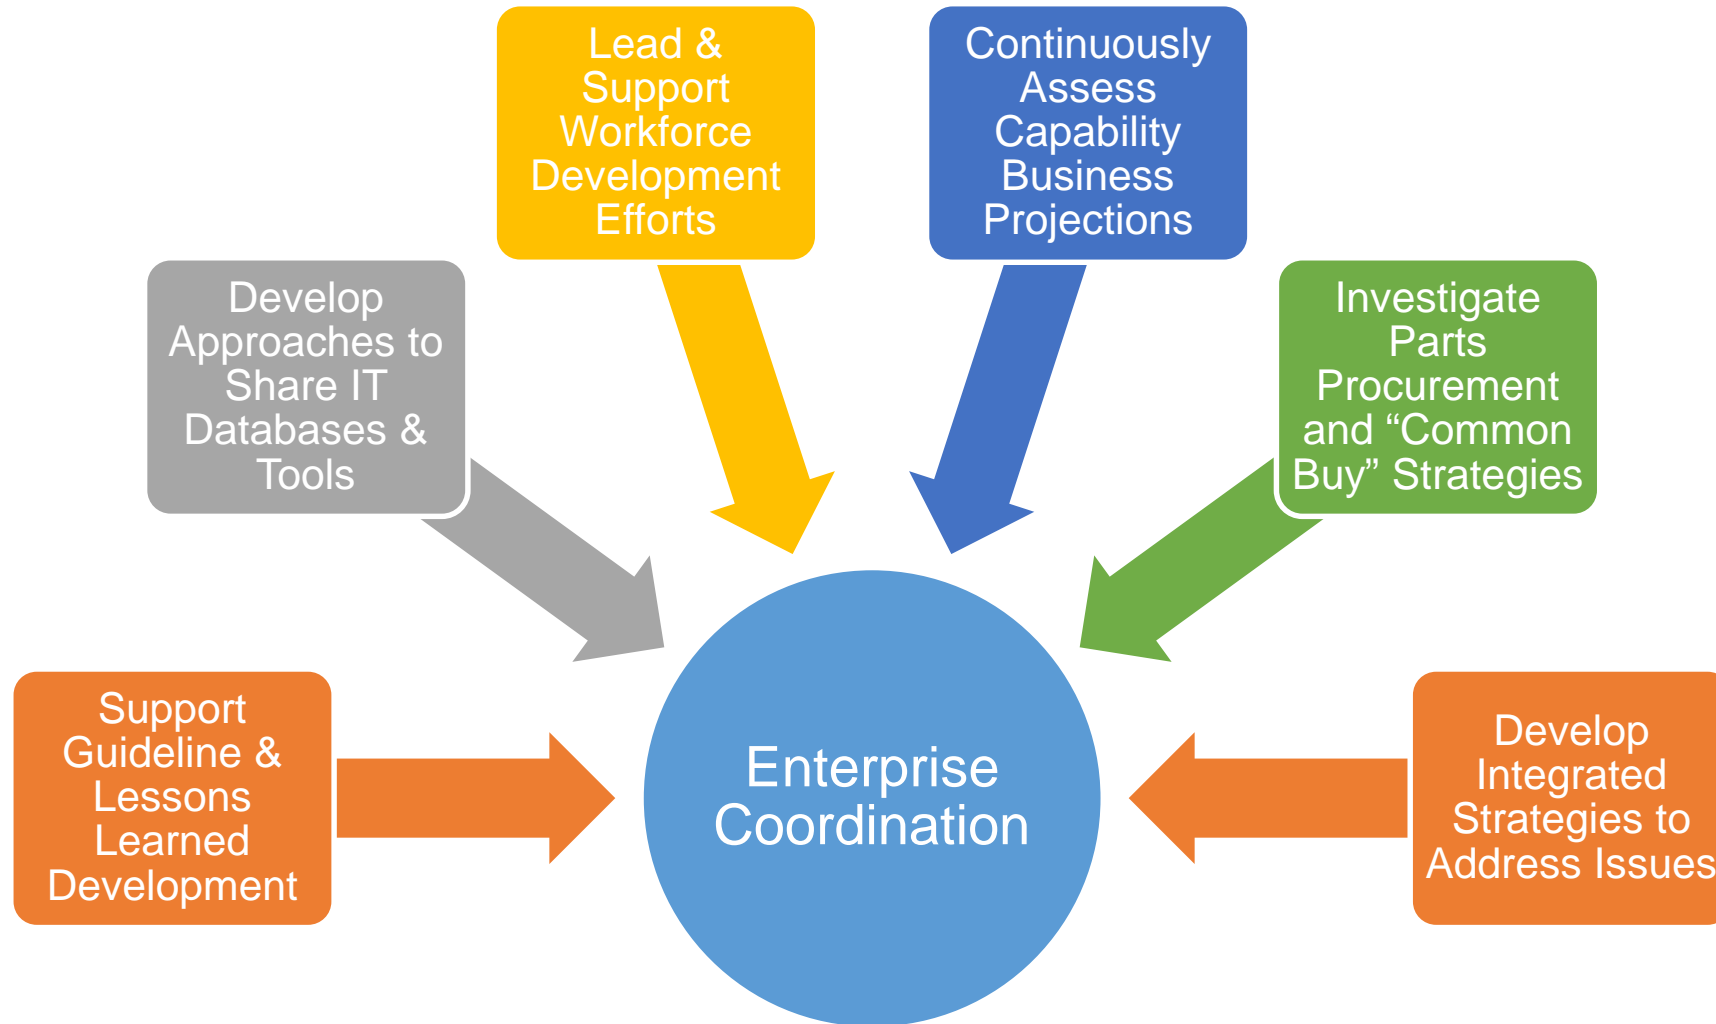 Lead &
Support
Workforce
Development
Efforts
Continuously
Assess
Capability
Business
Projections
Develop
Approaches to
Share IT
Databases &
Tools
Investigate
Parts
Procurement
and “Common
Buy” Strategies
Support
Guideline &
Lessons
Learned
Development
Enterprise
Coordination
Develop
Integrated
Strategies to
Address Issues